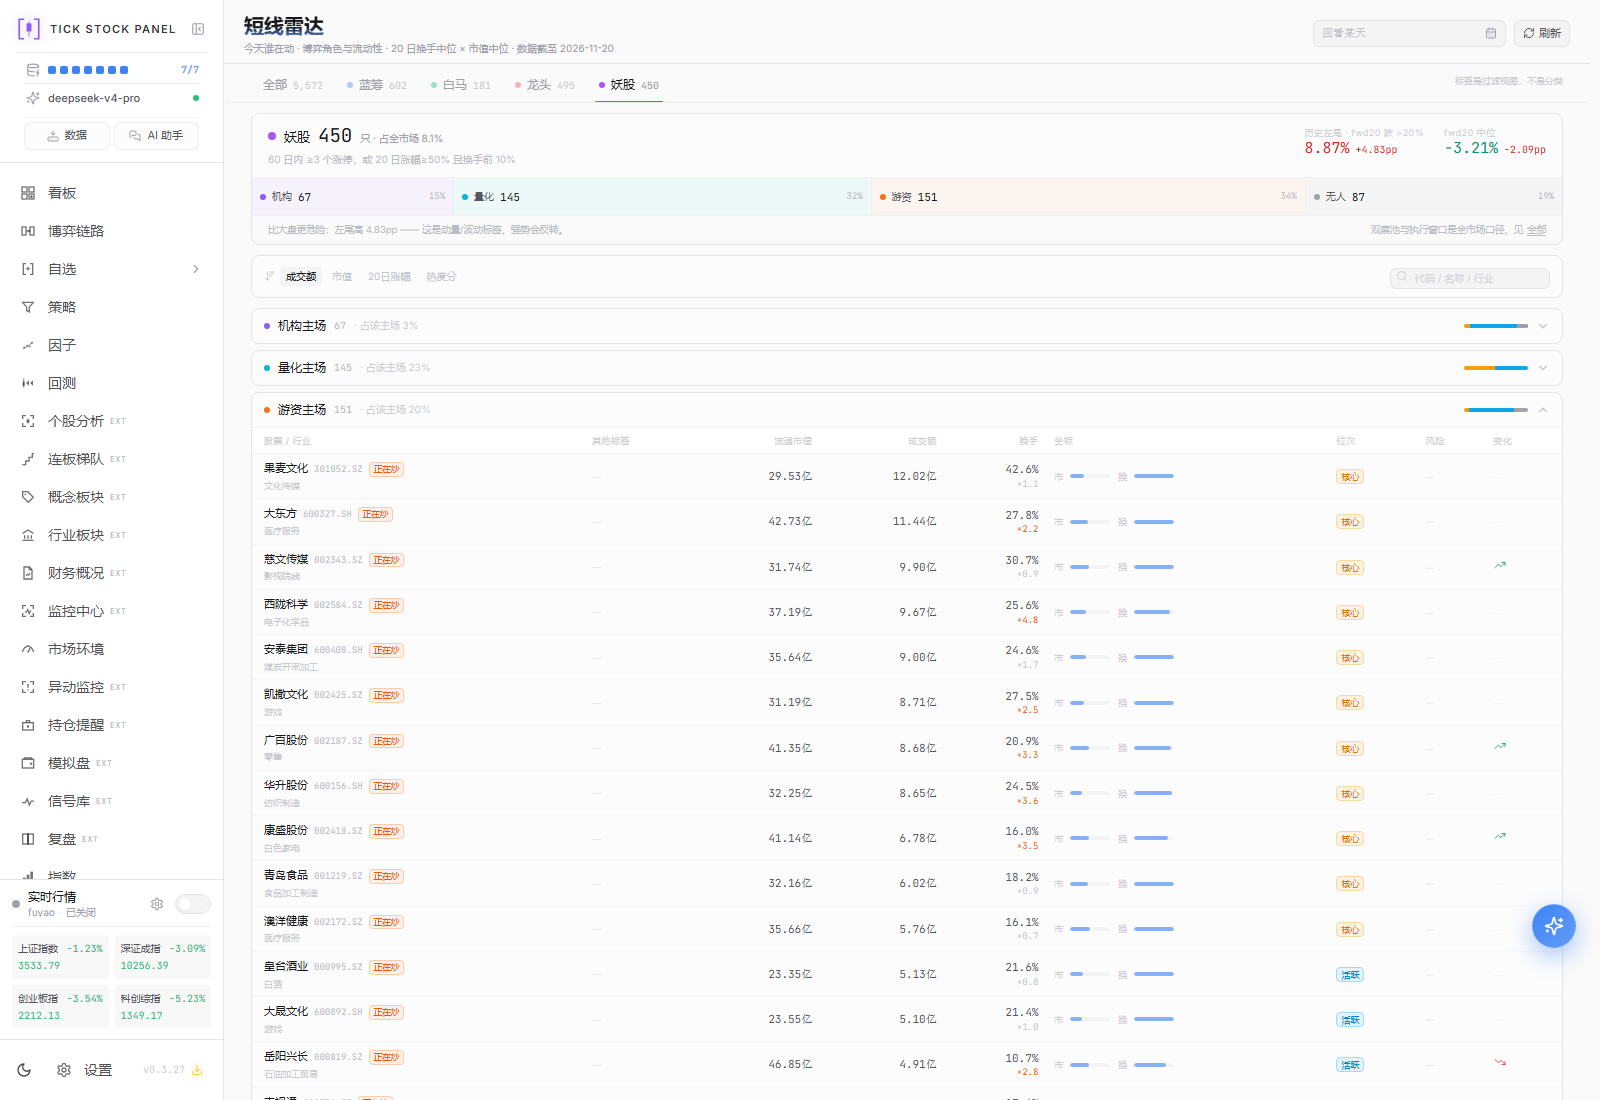 TICK STOCK PANEL
7/7
deepseek-v4-pro
数据
AI 助手
看板
博弈链路
自选
策略
因子
回测
个股分析 EXT
连板梯队 EXT
概念板块 EXT
行业板块 EXT
财务概况 EXT
监控中心 EXT
市场环境
异动监控 EXT
持仓提醒 EXT
模拟盘 EXT
信号库 EXT
复盘 EXT
指数
实时行情
fuyao · 已关闭
上证指数 -1.23%
3533.79
深证成指 -3.09%
10256.39
创业板指 -3.54%
2212.13
科创综指 -5.23%
1349.17
设置
v0.3.27
短线雷达
今天谁在动 · 博弈角色与流动性 · 20 日换手中位 × 市值中位 · 数据截至 2026-11-20
回看某天
刷新
全部 5,572
蓝筹 602
白马 181
龙头 495
妖股 450
标签是过滤视图，不是分类
妖股 450 只 · 占全市场 8.1%
60 日内 ≥3 个涨停，或 20 日涨幅≥50% 且换手前 10%
历史左尾 · fwd20 跌 >20%
8.87% +4.83pp
fwd20 中位
-3.21% -2.09pp
机构 67 15%
量化 145 32%
游资 151 34%
无人 87 19%
比大盘更危险：左尾高 4.83pp —— 这是动量/波动标签，强势会反转。
观察池与执行窗口是全市场口径，见 全部
成交额
市值
20日涨幅
热度分
代码 / 名称 / 行业
机构主场 67 · 占该主场 3%
量化主场 145 · 占该主场 23%
游资主场 151 · 占该主场 20%
股票 / 行业 其他标签 流通市值 成交额 换手 坐标 位次 风险 变化
果麦文化 301052.SZ 正在炒 — 29.53亿 12.02亿 42.6% 市 换 核心 —
文化传媒 ×1.1
大东方 600327.SH 正在炒 — 42.73亿 11.44亿 27.8% 市 换 核心 —
医疗服务 ×2.2
慈文传媒 002343.SZ 正在炒 — 31.74亿 9.90亿 30.7% 市 换 核心 —
影视院线 ×0.9
西陇科学 002584.SZ 正在炒 — 37.19亿 9.67亿 25.6% 市 换 核心 —
电子化学品 ×4.8
安泰集团 600408.SH 正在炒 — 35.64亿 9.00亿 24.6% 市 换 核心 —
煤炭开采加工 ×1.7
凯撒文化 002425.SZ 正在炒 — 31.19亿 8.71亿 27.5% 市 换 核心 —
游戏 ×2.5
广百股份 002187.SZ 正在炒 — 41.35亿 8.68亿 20.9% 市 换 核心 —
零售 ×3.3
华升股份 600156.SH 正在炒 — 32.25亿 8.65亿 24.5% 市 换 核心 —
纺织制造 ×3.6
康盛股份 002418.SZ 正在炒 — 41.14亿 6.78亿 16.0% 市 换 核心 —
白色家电 ×3.5
青岛食品 001219.SZ 正在炒 — 32.16亿 6.02亿 18.2% 市 换 核心 —
食品加工制造 ×0.9
澳洋健康 002172.SZ 正在炒 — 35.66亿 5.76亿 16.1% 市 换 核心 —
医疗服务 ×0.7
皇台酒业 000995.SZ 正在炒 — 23.35亿 5.13亿 21.6% 市 换 活跃 —
白酒 ×0.8
大晟文化 600892.SH 正在炒 — 23.55亿 5.10亿 21.4% 市 换 活跃 —
游戏 ×1.0
岳阳兴长 000819.SZ 正在炒 — 46.85亿 4.91亿 10.7% 市 换 活跃 —
石油加工贸易 ×2.8